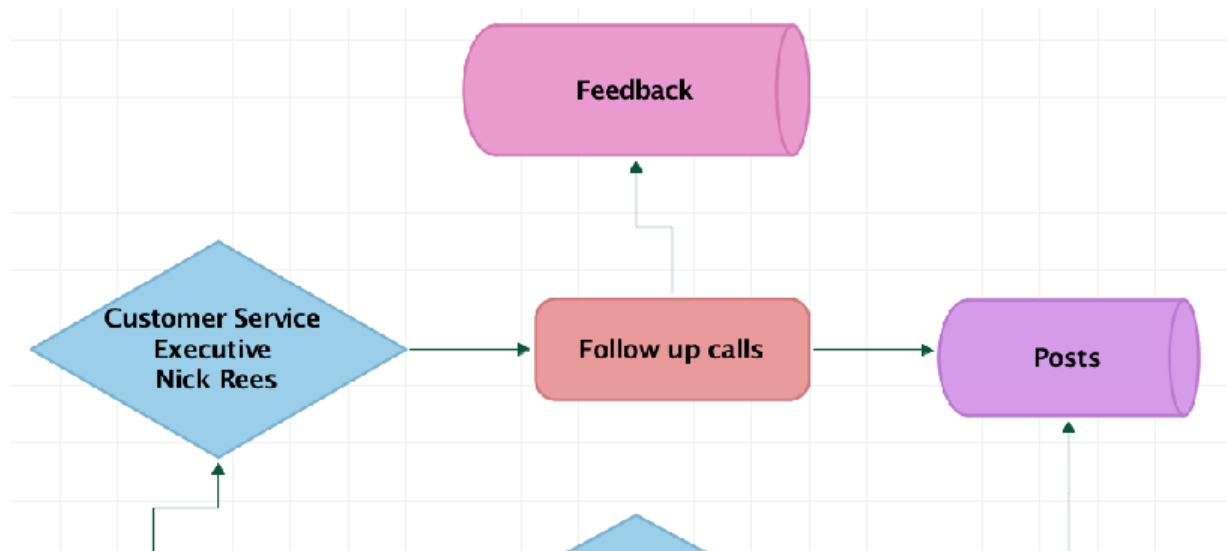 Feedback
Customer Service
Executive
Nick Rees
Follow up calls
Posts